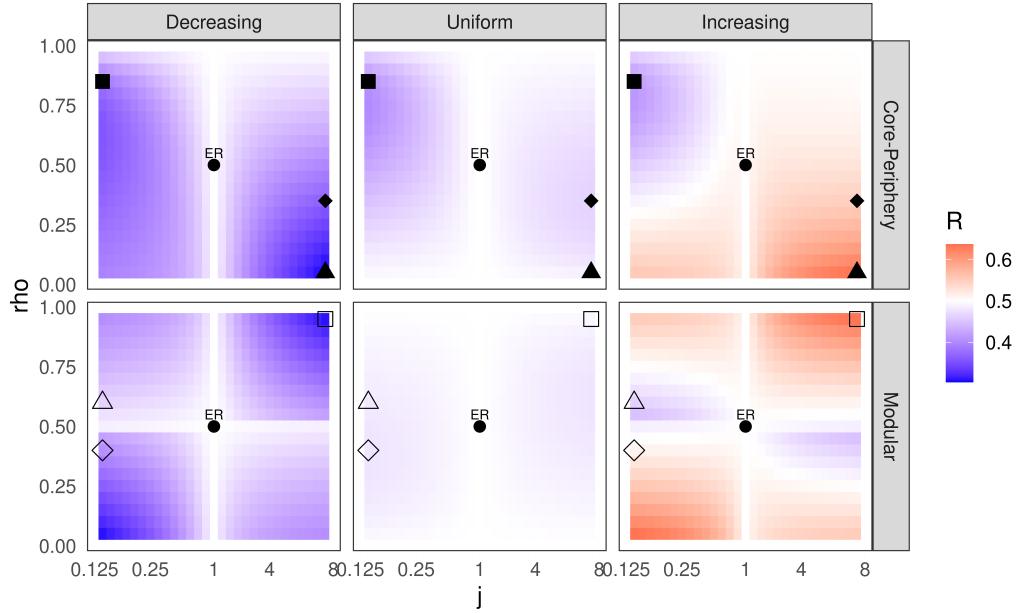 Decreasing Uniform Increasing
1.00
0.75
0.50
0.25
0.00
ER ER ER
Core-Periphery
1.00
0.75
0.50
0.25
0.00
ER ER ER
Modular
rho
0.125 0.25 1 4 8 0.125 0.25 1 4 8 0.125 0.25 1 4 8
j
R
0.6
0.5
0.4